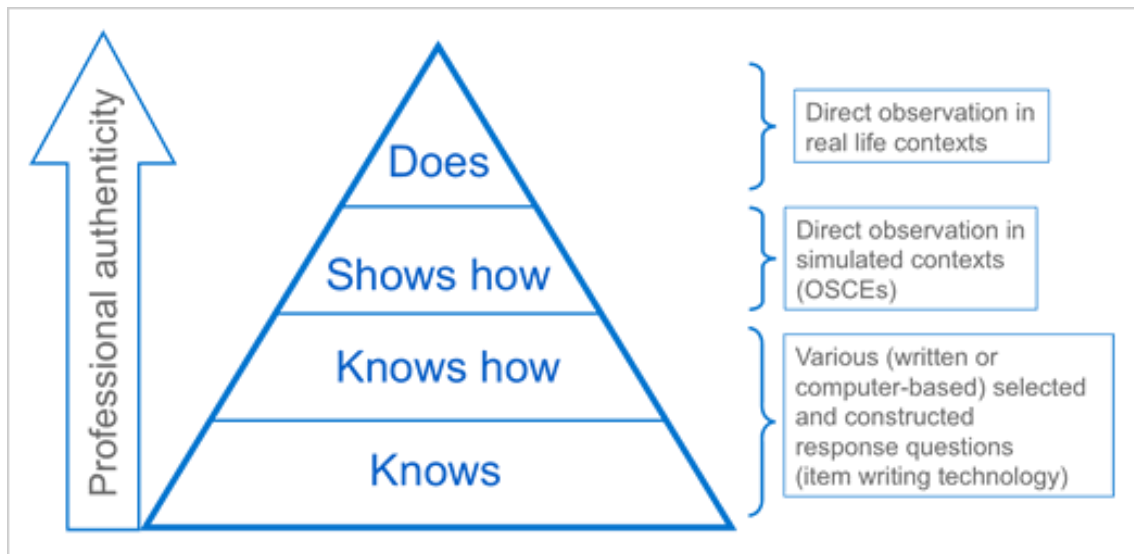 Professional authenticity
Does
Shows how
Knows how
Knows
Direct observation in
real life contexts
Direct observation in
simulated contexts
(OSCEs)
Various (written or
computer-based) selected
and constructed
response questions
(item writing technology)